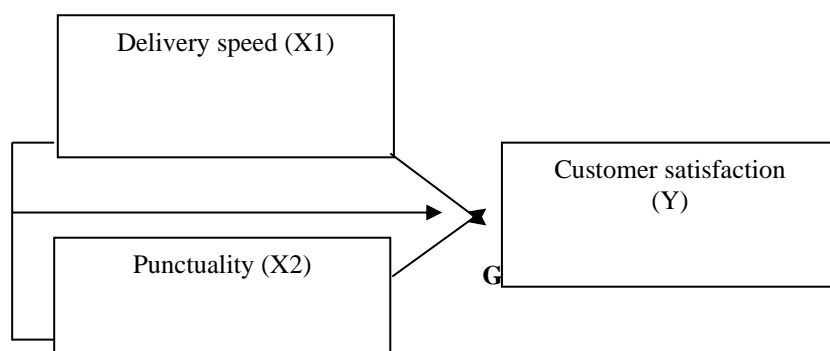 Delivery speed (X1)
Customer satisfaction
(Y)
Punctuality (X2)
G